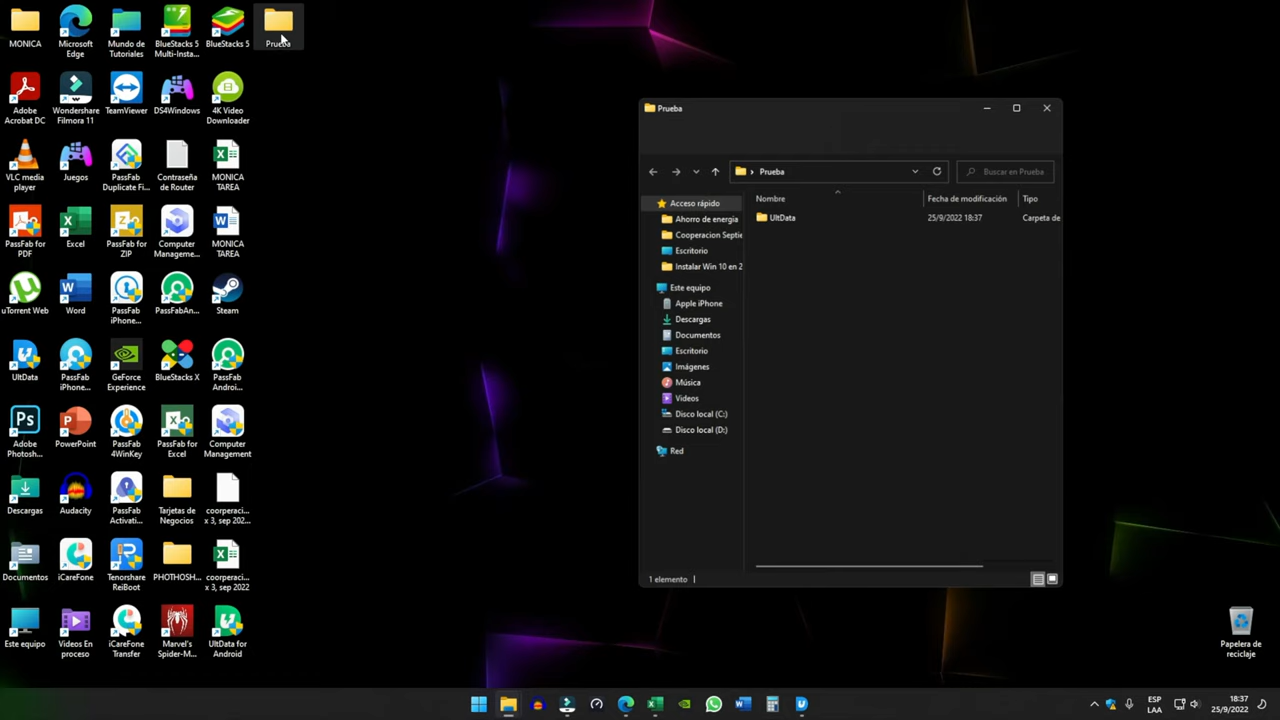 MONICA
Microsoft
Edge
Mundo de
Tutoriales
BlueStacks 5
Multi-Insta...
BlueStacks 5
Prueba
Adobe
Acrobat DC
Wondershare
Filmora 11
TeamViewer
DS4Windows
4K Video
Downloader
VLC media
player
Juegos
PassFab
Duplicate Fi...
Contraseña
de Router
MONICA
TAREA
PassFab for
PDF
Excel
PassFab for
ZIP
Computer
Manageme...
MONICA
TAREA
uTorrent Web
Word
PassFab
iPhone...
PassFabAn...
Steam
UltData
PassFab
iPhone...
GeForce
Experience
BlueStacks X
PassFab
Androi...
Adobe
Photosh...
PowerPoint
PassFab
4WinKey
PassFab for
Excel
Computer
Management
Descargas
Audacity
PassFab
Activati...
Tarjetas de
Negocios
coorperaci...
x 3, sep 202...
Documentos
iCareFone
Tenorshare
ReiBoot
PHOTHOSH...
coorperaci...
x 3, sep 2022
Este equipo
Videos En
proceso
iCareFone
Transfer
Marvel's
Spider-M...
UltData for
Android
Prueba
Prueba
Buscar en Prueba
Nombre
Fecha de modificación
Tipo
UltData
25/9/2022 18:37
Carpeta de
Acceso rápido
Ahorro de energia
Cooperacion Septie
Escritorio
Instalar Win 10 en 2
Este equipo
Apple iPhone
Descargas
Documentos
Escritorio
Imágenes
Música
Videos
Disco local (C:)
Disco local (D:)
Red
1 elemento
Papelera de
reciclaje
ESP
LAA
18:37
25/9/2022